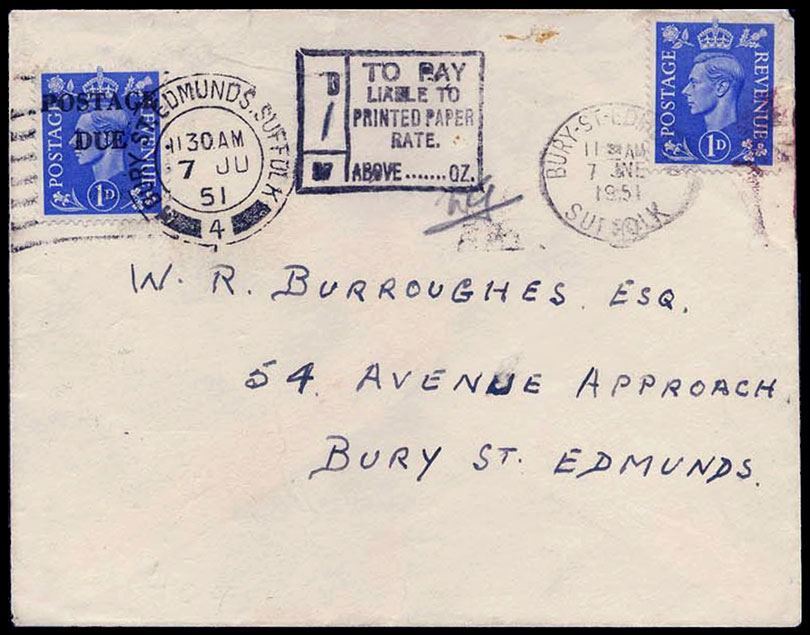 POSTAGE REVENUE
1D
POSTAGE
DUE
BURY-ST-EDMUNDS. SUFFOLK
11 30 AM
7 JU
51
4
D
1
TO PAY
LIABLE TO
PRINTED PAPER
RATE.
ABOVE........OZ.
BURY-ST-EDM
7 JNE
1951
SUFFOLK
POSTAGE REVENUE
1D
W. R. BURROUGHES. ESQ.
54. AVENUE APPROACH
BURY ST. EDMUNDS.